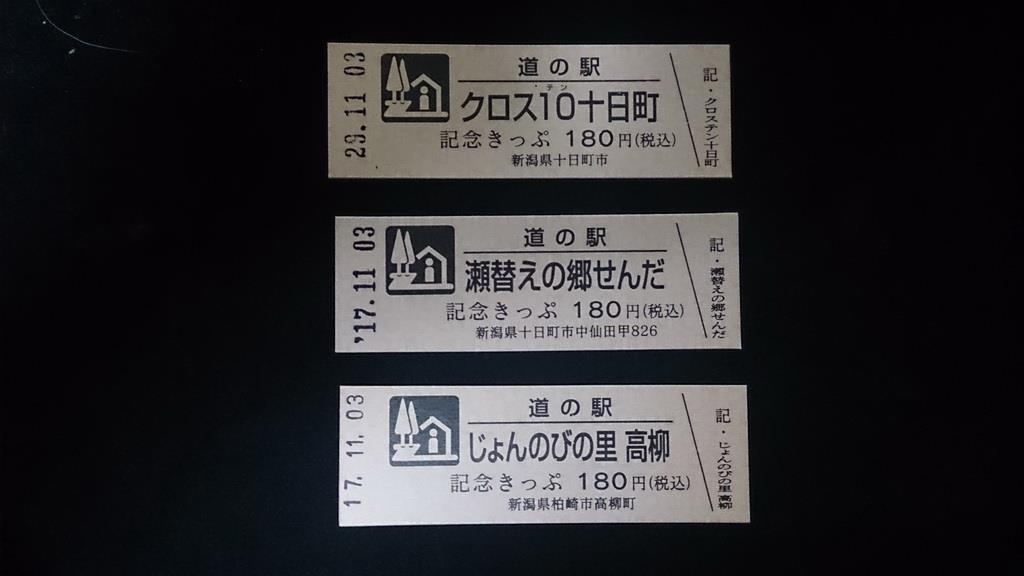 29.11 03
道の駅
・テン
クロス10十日町
記念きっぷ 180円(税込)
新潟県十日町市
記・クロステン十日町
'17.11 03
道の駅
瀬替えの郷せんだ
記念きっぷ 180円(税込)
新潟県十日町市中仙田甲826
記・瀬替えの郷せんだ
17.11.03
道の駅
じょんのびの里 高柳
記念きっぷ 180円(税込)
新潟県柏崎市高柳町
記・じょんのびの里 高柳